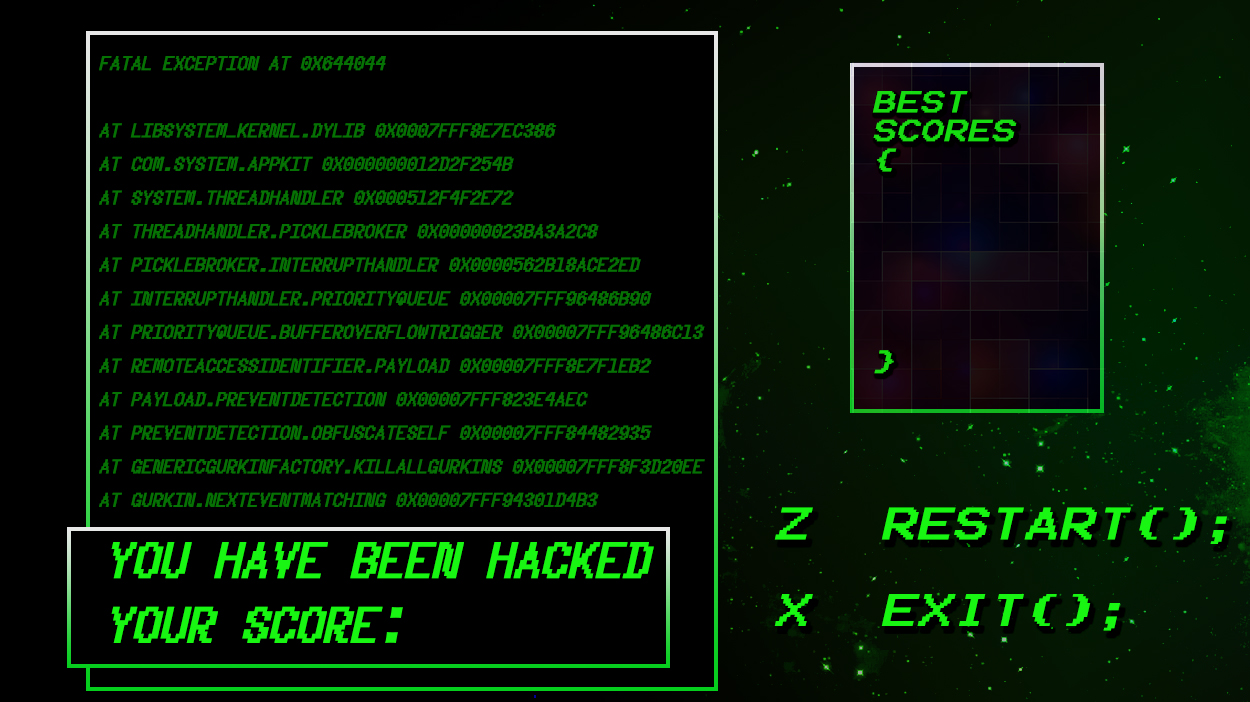 FATAL EXCEPTION AT 0X644044
AT LIBSYSTEM_KERNEL.DYLIB 0X0007FFF8E7EC386
AT COM.SYSTEM.APPKIT 0X000000012D2F254B
AT SYSTEM.THREADHANDLER 0X000512F4F2E72
AT THREADHANDLER.PICKLEBROKER 0X00000023BA3A2C8
AT PICKLEBROKER.INTERRUPTHANDLER 0X0000562B18ACE2ED
AT INTERRUPTHANDLER.PRIORITYQUEUE 0X00007FFF96486B90
AT PRIORITYQUEUE.BUFFEROVERFLOWTRIGGER 0X00007FFF96486C13
AT REMOTEACCESSIDENTIFIER.PAYLOAD 0X00007FFF8E7F1EB2
AT PAYLOAD.PREVENTDETECTION 0X00007FFF823E4AEC
AT PREVENTDETECTION.OBFUSCATESELF 0X00007FFF84482935
AT GENERICGURKINFACTORY.KILLALLGURKINS 0X00007FFF8F3D20EE
AT GURKIN.NEXTEVENTMATCHING 0X00007FFF94301D4B3
YOU HAVE BEEN HACKED
YOUR SCORE:
BEST
SCORES
{
}
Z RESTART();
X EXIT();